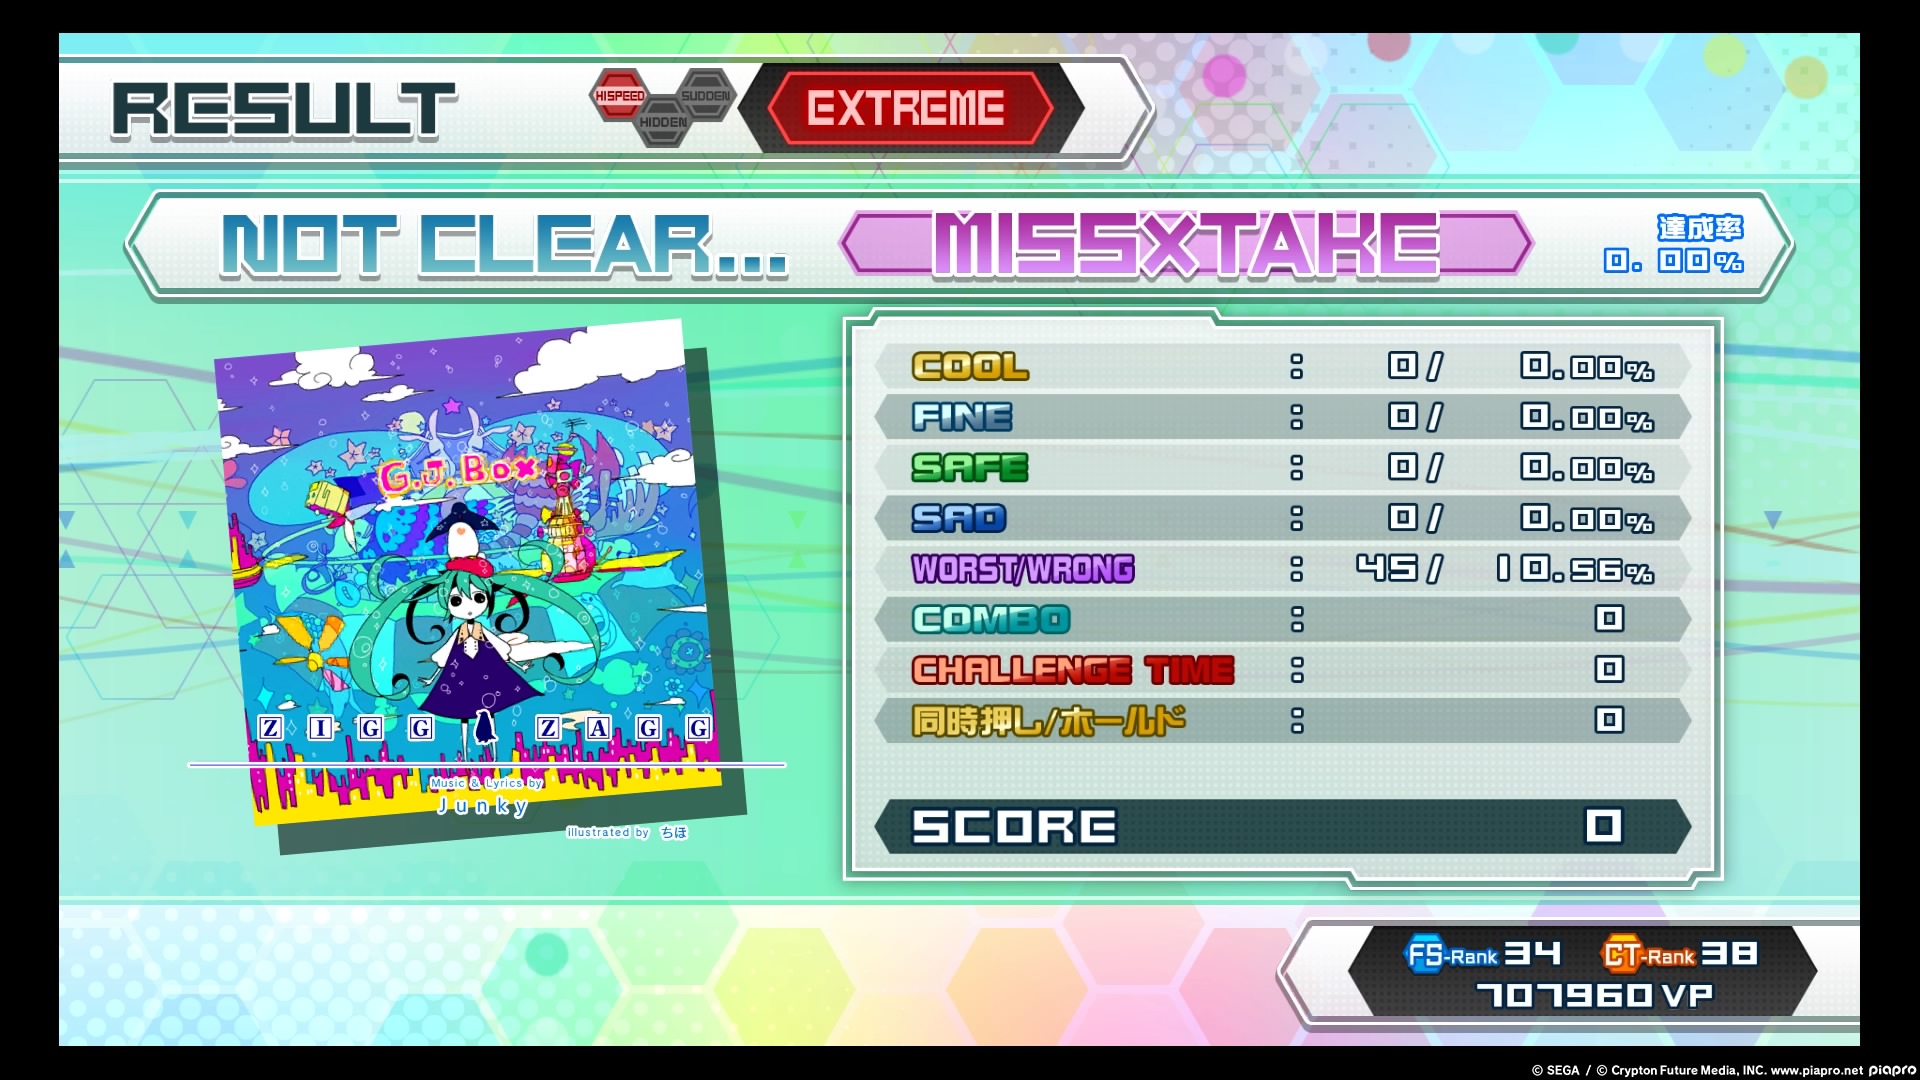 RESULT
HISPEED
SUDDEN
HIDDEN
EXTREME
NOT CLEAR...
MISS×TAKE
達成率
0.00%
G.J.Box
ZIGG ZAGG
Music & Lyrics by
Junky
illustrated by ちほ
COOL : 0/ 0.00%
FINE : 0/ 0.00%
SAFE : 0/ 0.00%
SAD : 0/ 0.00%
WORST/WRONG : 45/ 10.56%
COMBO : 0
CHALLENGE TIME : 0
同時押し/ホールド : 0
SCORE 0
FS-Rank 34 CT-Rank 38
707960 VP
© SEGA / © Crypton Future Media, INC. www.piapro.net piapro